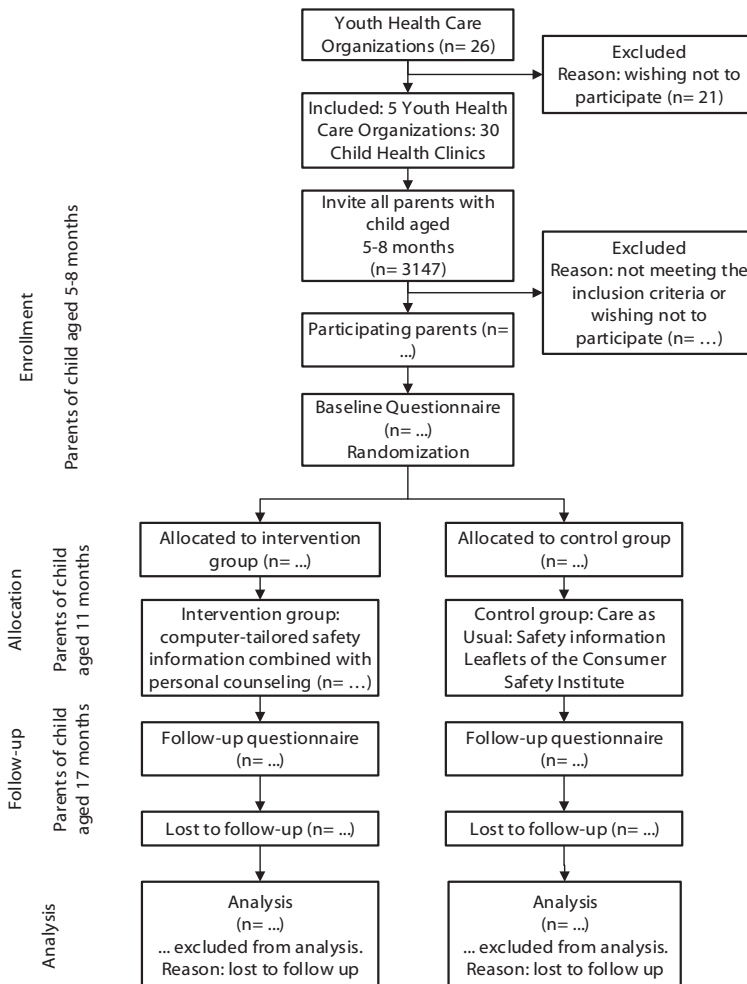 Youth Health Care
Organizations (n= 26)
Excluded
Reason: wishing not to
participate (n= 21)
Included: 5 Youth Health
Care Organizations: 30
Child Health Clinics
Invite all parents with
child aged
5-8 months
(n= 3147)
Excluded
Reason: not meeting the
inclusion criteria or
wishing not to
participate (n= …)
Participating parents (n=
...)
Baseline Questionnaire
(n= ...)
Randomization
Enrollment
Parents of child aged 5-8 months
Allocated to intervention
group (n= ...)
Allocated to control group
(n= ...)
Allocation
Parents of child
aged 11 months
Intervention group:
computer-tailored safety
information combined with
personal counseling (n= …)
Control group: Care as
Usual: Safety information
Leaflets of the Consumer
Safety Institute
Follow-up
Parents of child
aged 17 months
Follow-up questionnaire
(n= ...)
Follow-up questionnaire
(n= ...)
Lost to follow-up (n= ...)
Lost to follow-up (n= ...)
Analysis
Analysis
(n= ...)
... excluded from analysis.
Reason: lost to follow up
Analysis
(n= ...)
... excluded from analysis.
Reason: lost to follow up